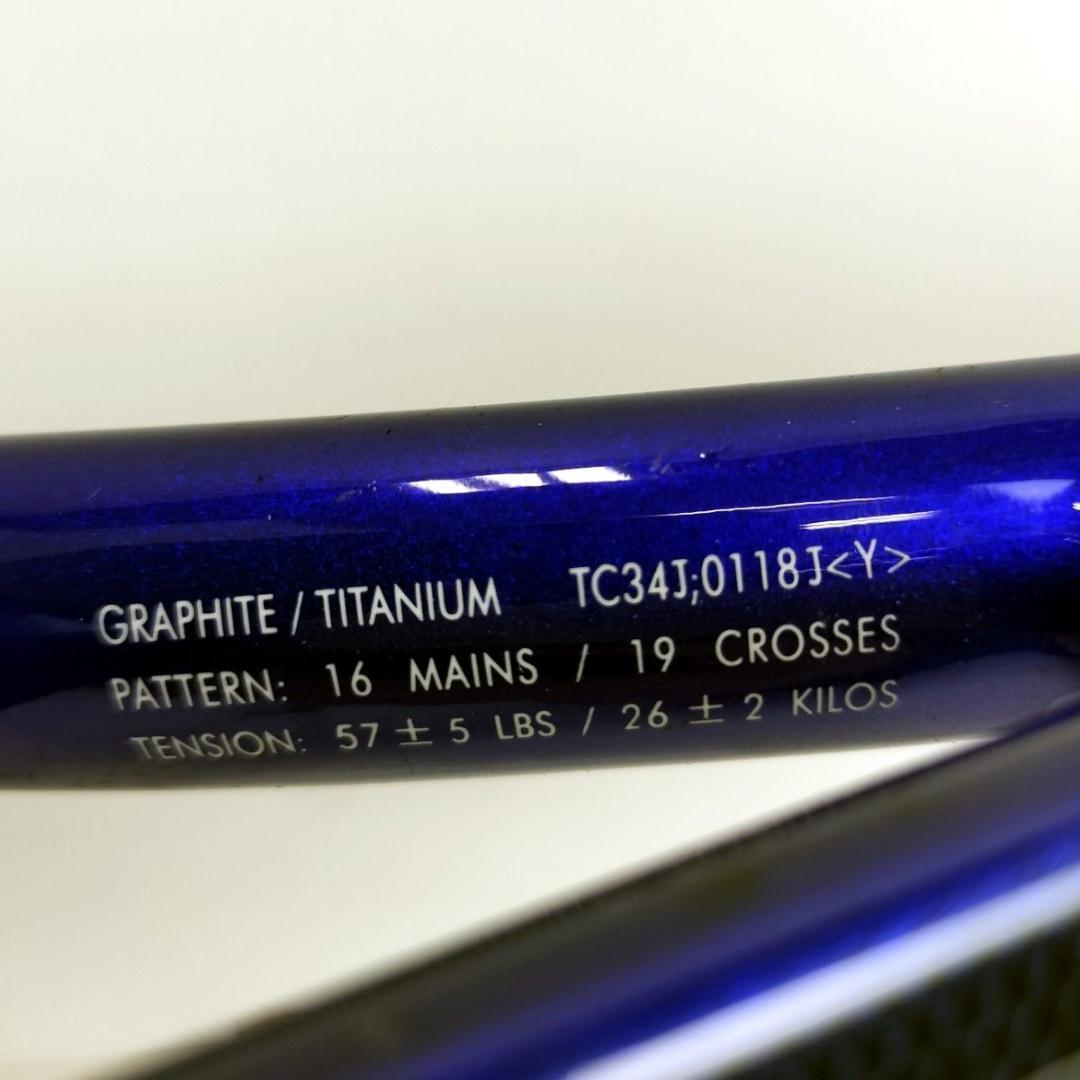 GRAPHITE / TITANIUM TC34J;0118J<Y>
PATTERN: 16 MAINS / 19 CROSSES
TENSION: 57 ± 5 LBS / 26 ± 2 KILOS